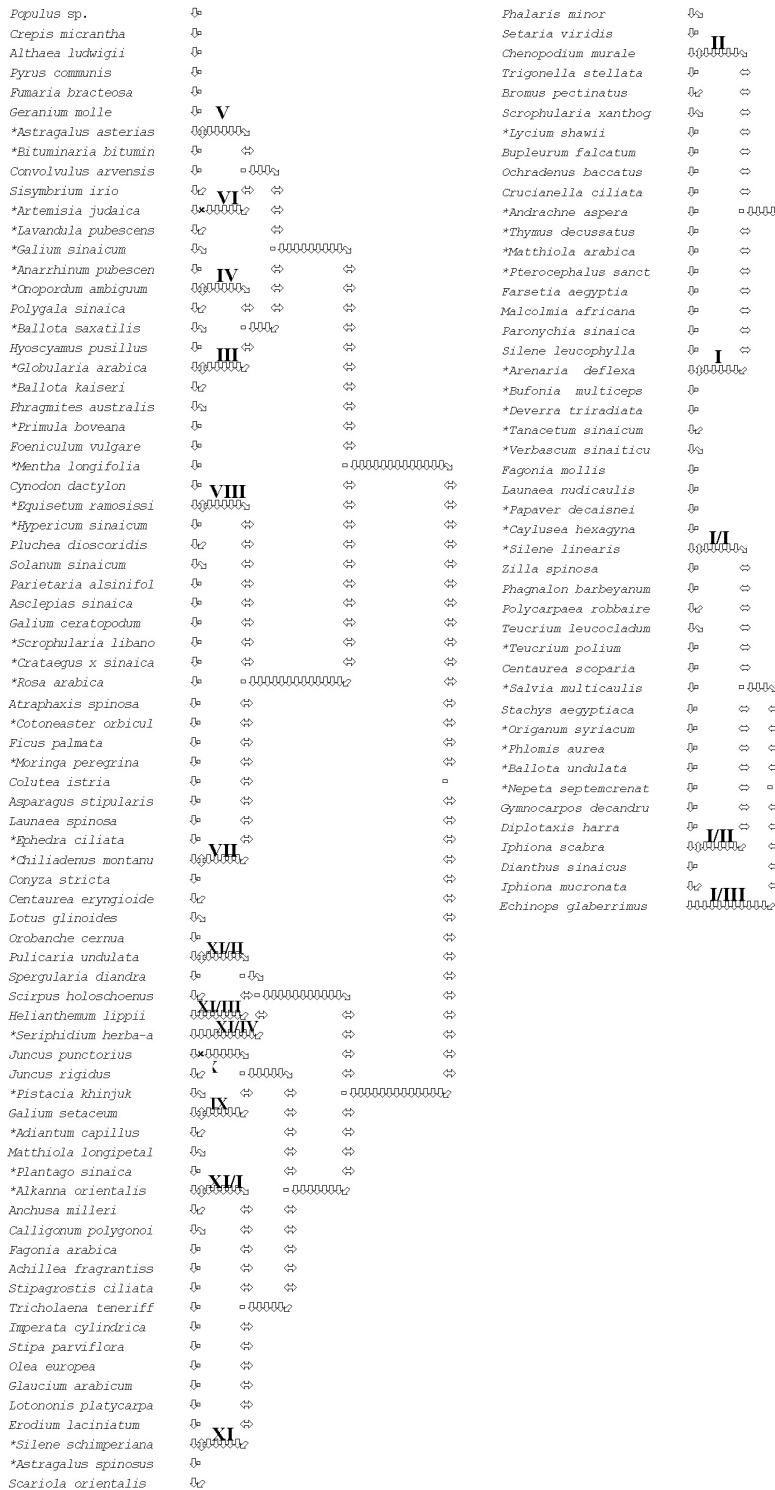 Populus sp.
Crepis micrantha
Althaea ludwigii
Pyrus communis
Fumaria bracteosa
Geranium molle V
*Astragalus asterias
*Bituminaria bitumin
Convolvulus arvensis
Sisymbrium irio VI
*Artemisia judaica
*Lavandula pubescens
*Galium sinaicum
*Anarrhinum pubescen IV
*Onopordum ambiguum
Polygala sinaica
*Ballota saxatilis
Hyoscyamus pusillus III
*Globularia arabica
*Ballota kaiseri
Phragmites australis
*Primula boveana
Foeniculum vulgare
*Mentha longifolia
Cynodon dactylon VIII
*Equisetum ramosissi
*Hypericum sinaicum
Pluchea dioscoridis
Solanum sinaicum
Parietaria alsinifol
Asclepias sinaica
Galium ceratopodum
*Scrophularia libano
*Crataegus x sinaica
*Rosa arabica
Atraphaxis spinosa
*Cotoneaster orbicul
Ficus palmata
*Moringa peregrina
Colutea istria
Asparagus stipularis
Launaea spinosa
*Ephedra ciliata VII
*Chiliadenus montanu
Conyza stricta
Centaurea eryngioide
Lotus glinoides
Orobanche cernua XI/II
Pulicaria undulata
Spergularia diandra
Scirpus holoschoenus XI/III
Helianthemum lippii XI/IV
*Seriphidium herba-a
Juncus punctorius
Juncus rigidus
*Pistacia khinjuk IX
Galium setaceum
*Adiantum capillus
Matthiola longipetal
*Plantago sinaica XI/I
*Alkanna orientalis
Anchusa milleri
Calligonum polygonoi
Fagonia arabica
Achillea fragrantiss
Stipagrostis ciliata
Tricholaena teneriff
Imperata cylindrica
Stipa parviflora
Olea europea
Glaucium arabicum
Lotononis platycarpa
Erodium laciniatum XI
*Silene schimperiana
*Astragalus spinosus
Scariola orientalis
Phalaris minor
Setaria viridis II
Chenopodium murale
Trigonella stellata
Bromus pectinatus
Scrophularia xanthog
*Lycium shawii
Bupleurum falcatum
Ochradenus baccatus
Crucianella ciliata
*Andrachne aspera
*Thymus decussatus
*Matthiola arabica
*Pterocephalus sanct
Farsetia aegyptia
Malcolmia africana
Paronychia sinaica
Silene leucophylla I
*Arenaria deflexa
*Bufonia multiceps
*Deverra triradiata
*Tanacetum sinaicum
*Verbascum sinaiticu
Fagonia mollis
Launaea nudicaulis
*Papaver decaisnei
*Caylusea hexagyna I/I
*Silene linearis
Zilla spinosa
Phagnalon barbeyanum
Polycarpaea robbaire
Teucrium leucocladum
*Teucrium polium
Centaurea scoparia
*Salvia multicaulis
Stachys aegyptiaca
*Origanum syriacum
*Phlomis aurea
*Ballota undulata
*Nepeta septemcrenat
Gymnocarpos decandru
Diplotaxis harra I/II
Iphiona scabra
Dianthus sinaicus
Iphiona mucronata I/III
Echinops glaberrimus